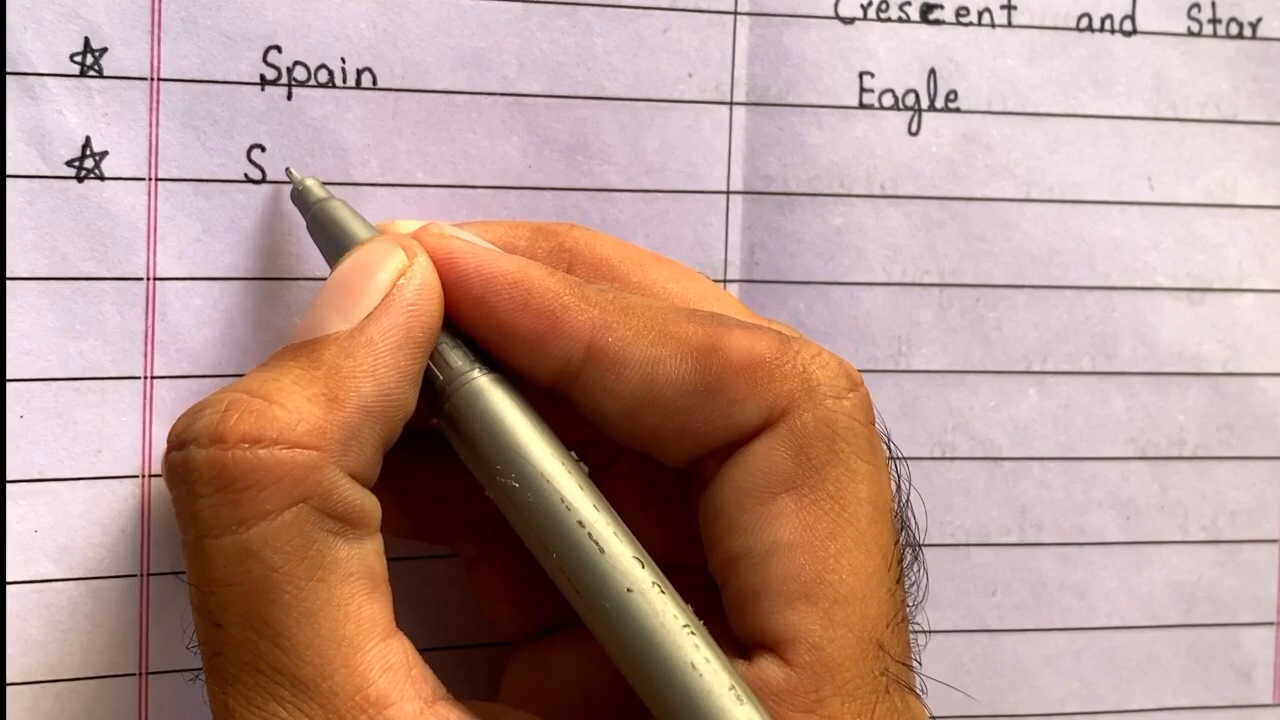 Crescent and Star
☆ Spain Eagle
☆ S